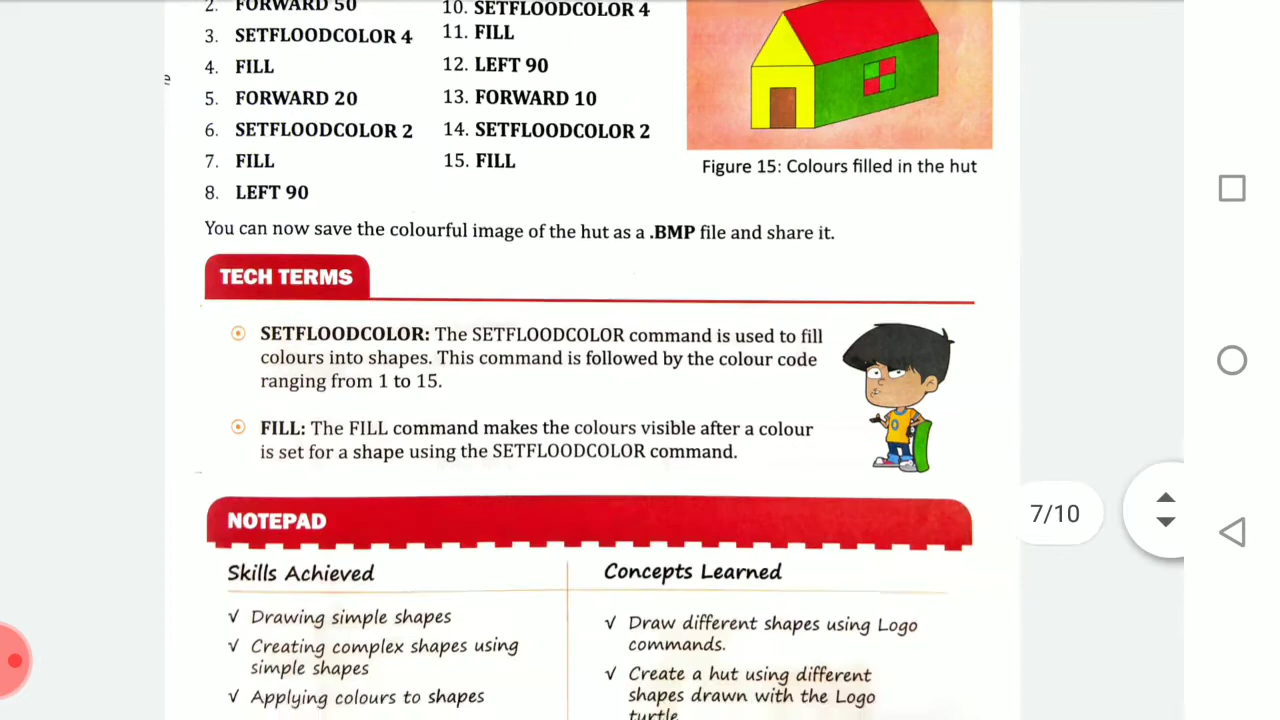 2. FORWARD 50
3. SETFLOODCOLOR 4
4. FILL
5. FORWARD 20
6. SETFLOODCOLOR 2
7. FILL
8. LEFT 90
10. SETFLOODCOLOR 4
11. FILL
12. LEFT 90
13. FORWARD 10
14. SETFLOODCOLOR 2
15. FILL
Figure 15: Colours filled in the hut
You can now save the colourful image of the hut as a .BMP file and share it.
TECH TERMS
SETFLOODCOLOR: The SETFLOODCOLOR command is used to fill
colours into shapes. This command is followed by the colour code
ranging from 1 to 15.
FILL: The FILL command makes the colours visible after a colour
is set for a shape using the SETFLOODCOLOR command.
7/10
NOTEPAD
Skills Achieved
√ Drawing simple shapes
√ Creating complex shapes using
simple shapes
√ Applying colours to shapes
Concepts Learned
√ Draw different shapes using Logo
commands.
√ Create a hut using different
shapes drawn with the Logo
turtle